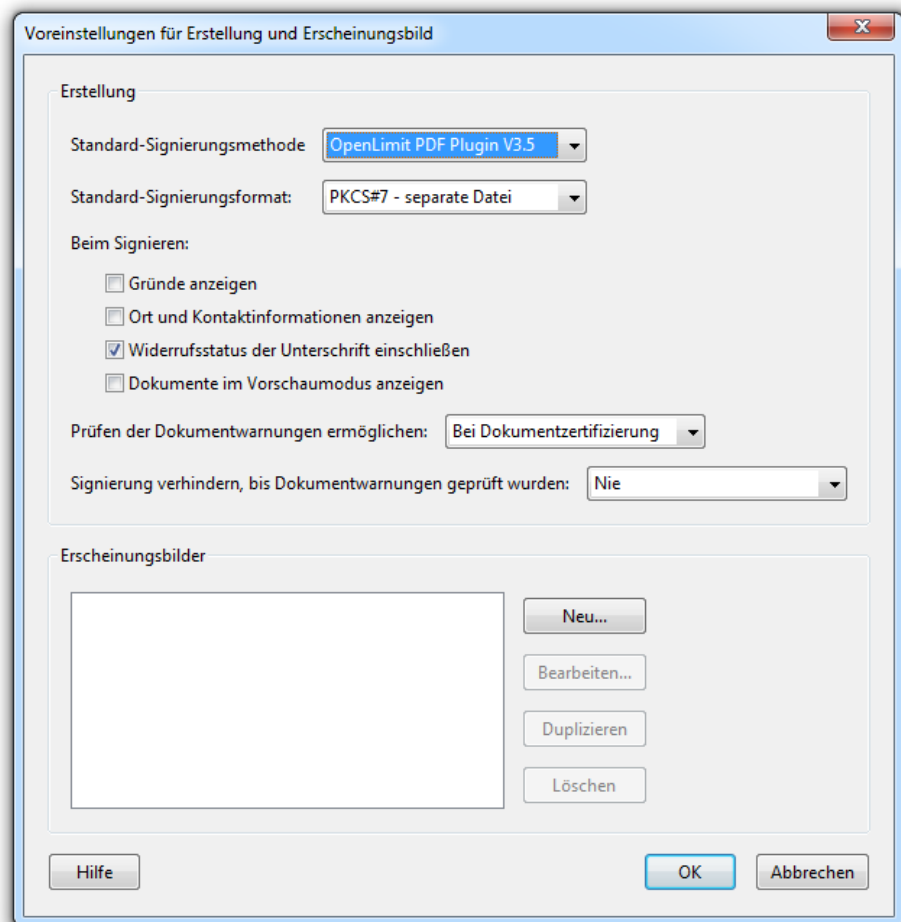 Voreinstellungen für Erstellung und Erscheinungsbild
Erstellung
Standard-Signierungsmethode OpenLimit PDF Plugin V3.5
Standard-Signierungsformat: PKCS#7 - separate Datei
Beim Signieren:
Gründe anzeigen
Ort und Kontaktinformationen anzeigen
Widerrufsstatus der Unterschrift einschließen
Dokumente im Vorschaumodus anzeigen
Prüfen der Dokumentwarnungen ermöglichen: Bei Dokumentzertifizierung
Signierung verhindern, bis Dokumentwarnungen geprüft wurden: Nie
Erscheinungsbilder
Neu...
Bearbeiten...
Duplizieren
Löschen
Hilfe OK Abbrechen